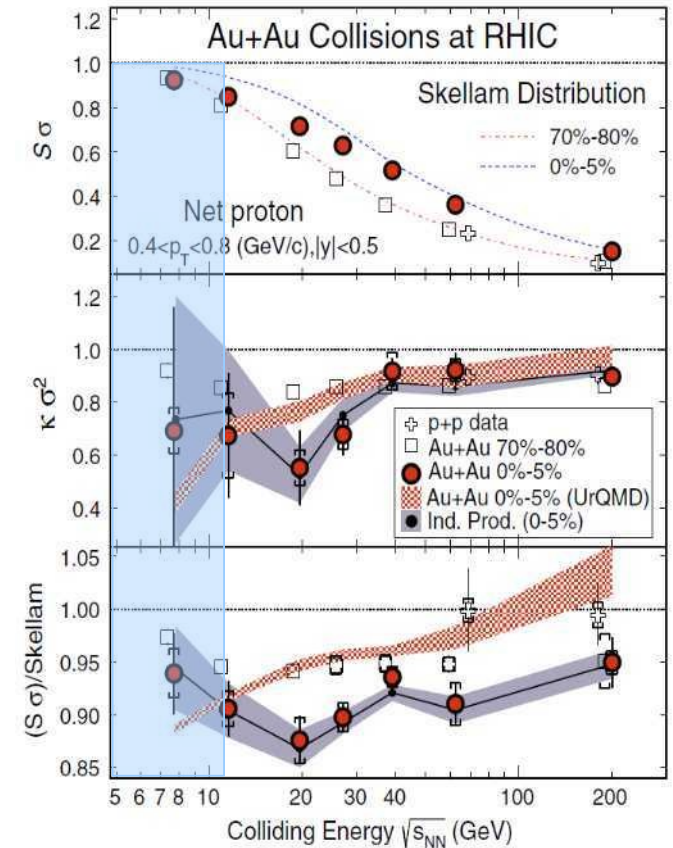 Au+Au Collisions at RHIC
Skellam Distribution
70%-80%
0%-5%
Net proton
0.4<p_T<0.8 (GeV/c),|y|<0.5
S σ
1.2
1.0
0.8
0.6
0.4
0.2
κ σ²
1.2
1.0
0.8
0.6
0.4
p+p data
Au+Au 70%-80%
Au+Au 0%-5%
Au+Au 0%-5% (UrQMD)
Ind. Prod. (0-5%)
(S σ)/Skellam
1.05
1.00
0.95
0.90
0.85
5 6 7 8 10 20 30 40 100 200
Colliding Energy √s_NN (GeV)